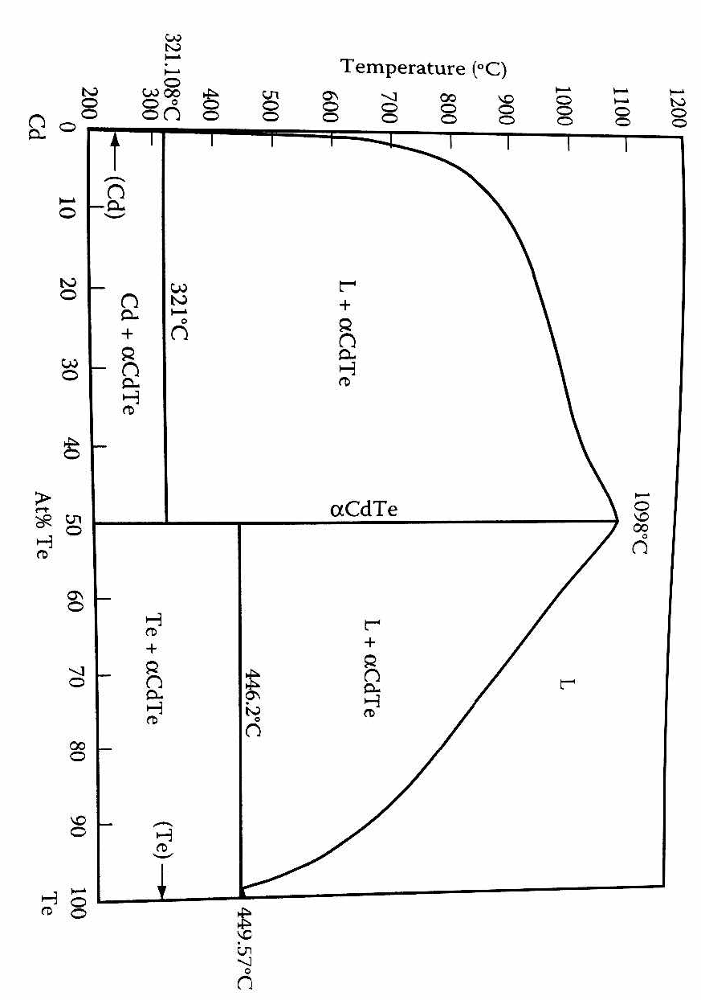 1200
1100
1000
900
800
700
600
500
400
300
200
Temperature (°C)
321.108°C
1098°C
L
L + αCdTe
αCdTe
L + αCdTe
321°C
446.2°C
449.57°C
(Cd)
Cd + αCdTe
Te + αCdTe
(Te)
0
10
20
30
40
50
60
70
80
90
100
Cd
At% Te
Te